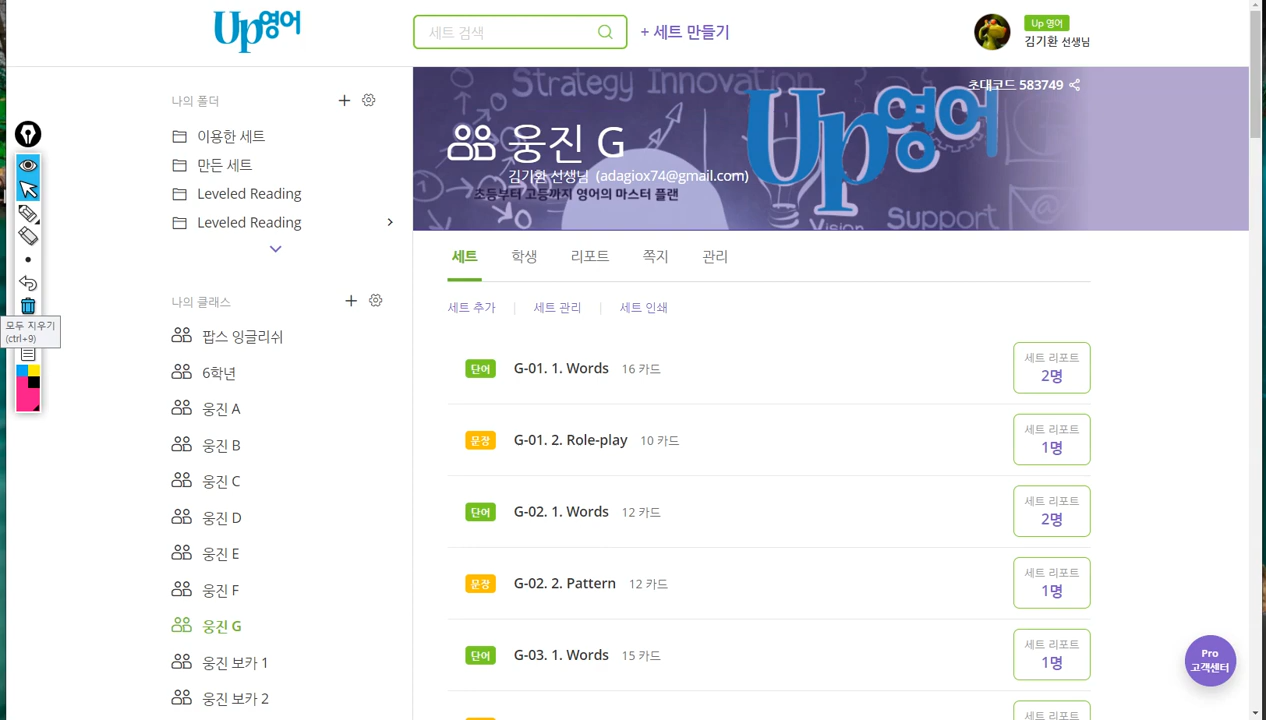 Up영어
세트 검색
+ 세트 만들기
Up 영어
김기환 선생님
나의 폴더
이용한 세트
만든 세트
Leveled Reading
Leveled Reading
나의 클래스
팝스 잉글리쉬
6학년
웅진 A
웅진 B
웅진 C
웅진 D
웅진 E
웅진 F
웅진 G
웅진 보카 1
웅진 보카 2
모두 지우기
(ctrl+9)
Strategy Innovation
초대코드 583749
Up영어
웅진 G
김기환 선생님 (adagiox74@gmail.com)
초등부터 고등까지 영어의 마스터 플랜
Vision
Support
세트 학생 리포트 쪽지 관리
세트 추가 | 세트 관리 | 세트 인쇄
단어 G-01. 1. Words 16 카드
세트 리포트
2명
문장 G-01. 2. Role-play 10 카드
세트 리포트
1명
단어 G-02. 1. Words 12 카드
세트 리포트
2명
문장 G-02. 2. Pattern 12 카드
세트 리포트
1명
단어 G-03. 1. Words 15 카드
세트 리포트
1명
세트 리포트
Pro
고객센터